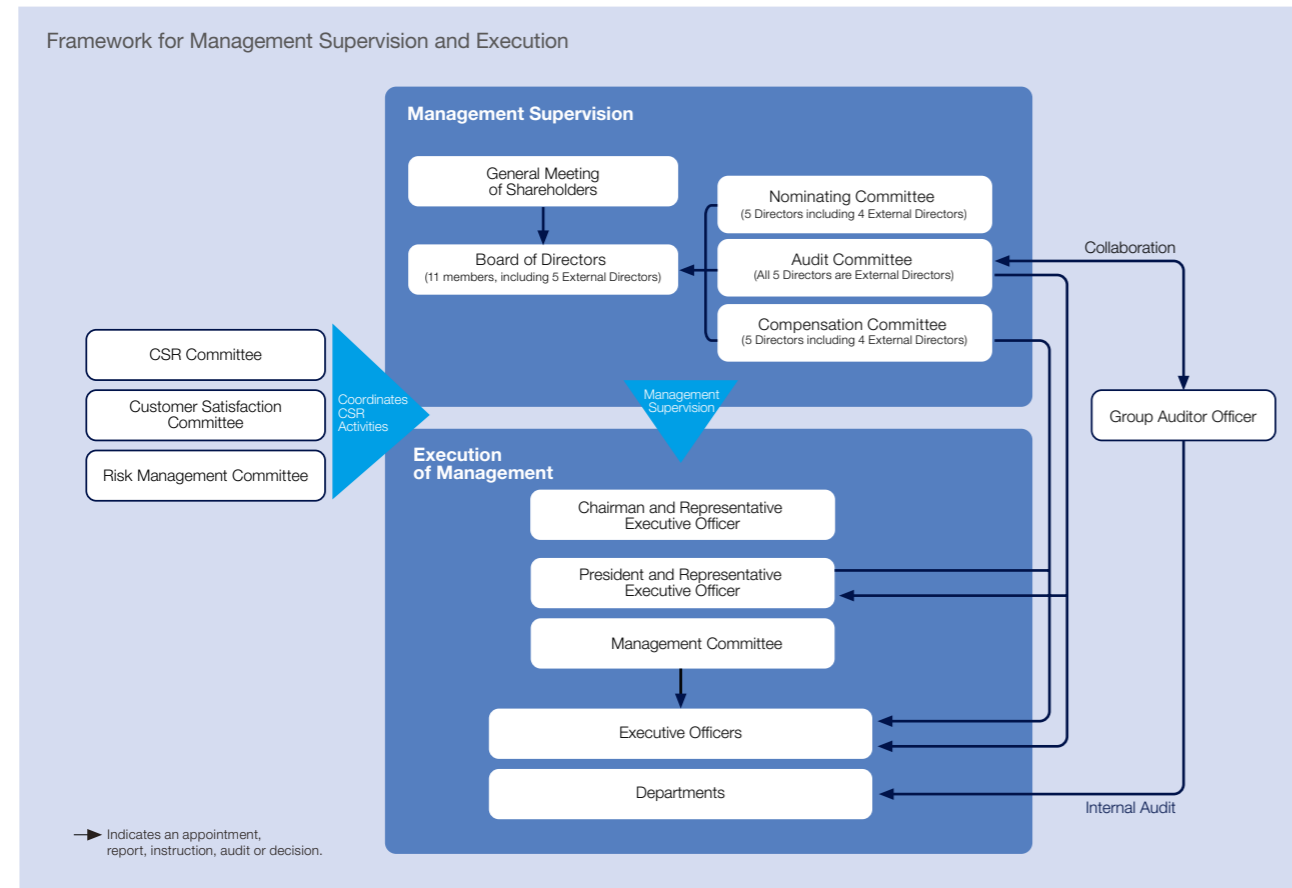 Framework for Management Supervision and Execution
Management Supervision
General Meeting
of Shareholders
Nominating Committee
(5 Directors including 4 External Directors)
Board of Directors
(11 members, including 5 External Directors)
Audit Committee
(All 5 Directors are External Directors)
Collaboration
Compensation Committee
(5 Directors including 4 External Directors)
CSR Committee
Customer Satisfaction
Committee
Risk Management Committee
Coordinates
CSR
Activities
Management
Supervision
Group Auditor Officer
Execution
of Management
Chairman and Representative
Executive Officer
President and Representative
Executive Officer
Management Committee
Executive Officers
Departments
Internal Audit
Indicates an appointment,
report, instruction, audit or decision.